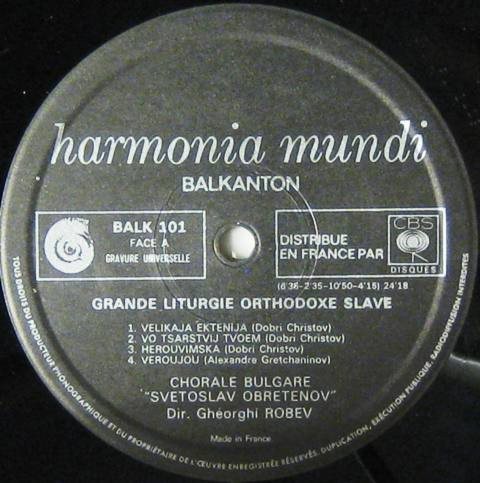 harmonia mundi
BALKANTON
BALK 101
FACE A
GRAVURE UNIVERSELLE
DISTRIBUE
EN FRANCE PAR
CBS
DISQUES
(6'36-2'35-10'50-4'15) 24'18
GRANDE LITURGIE ORTHODOXE SLAVE
1. VELIKAJA EKTENIJA (Dobri Christov)
2. VO TSARSTVIJ TVOEM (Dobri Christov)
3. HEROUVIMSKA (Dobri Christov)
4. VEROUJOU (Alexandre Gretchaninov)
CHORALE BULGARE
"SVETOSLAV OBRETENOV"
Dir. Ghéorghi ROBEV
Made in France
TOUS DROITS DU PRODUCTEUR PHONOGRAPHIQUE ET DU PROPRIÉTAIRE DE L'ŒUVRE ENREGISTRÉE RÉSERVÉS. DUPLICATION, EXÉCUTION PUBLIQUE, RADIODIFFUSION INTERDITES